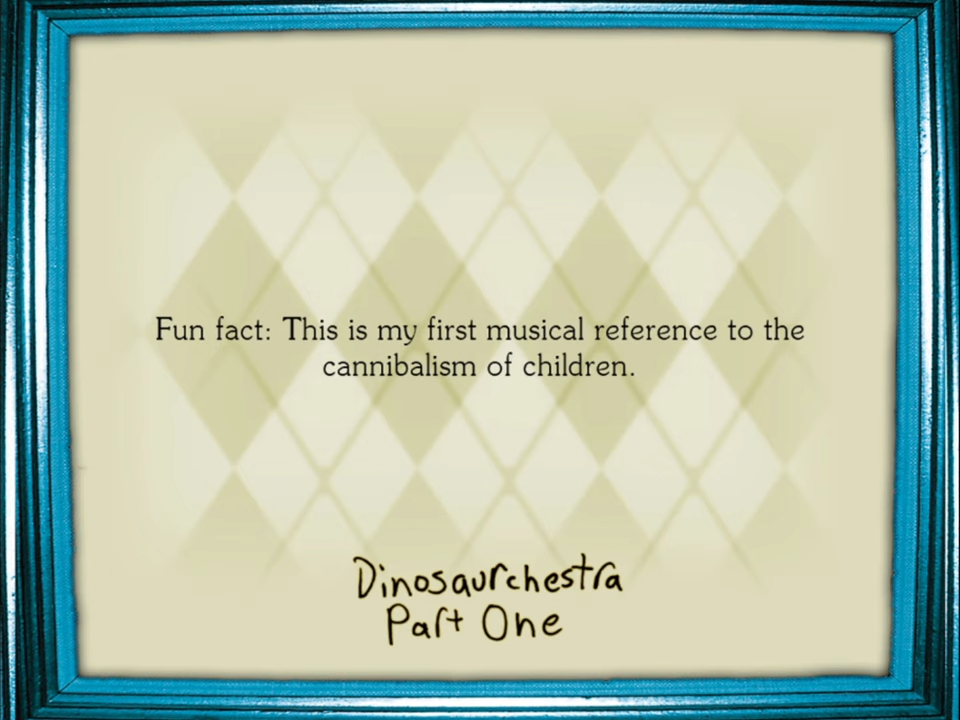 Fun fact: This is my first musical reference to the
cannibalism of children.
Dinosaurchestra
Part One